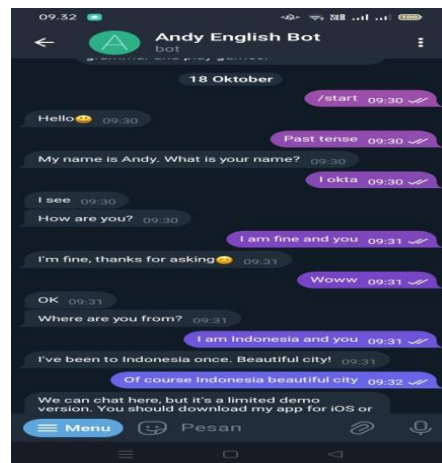 09.32
Andy English Bot
bot
grammar and play games.
18 Oktober
/start 09:30
Hello 09:30
Past tense 09:30
My name is Andy. What is your name? 09:30
I okta 09:30
I see 09:30
How are you? 09:30
I am fine and you 09:31
I'm fine, thanks for asking 09:31
Woww 09:31
OK 09:31
Where are you from? 09:31
I am Indonesia and you 09:31
I've been to Indonesia once. Beautiful city! 09:31
Of course Indonesia beautiful city 09:32
We can chat here, but it's a limited demo
version. You should download my app for iOS or
Menu Pesan